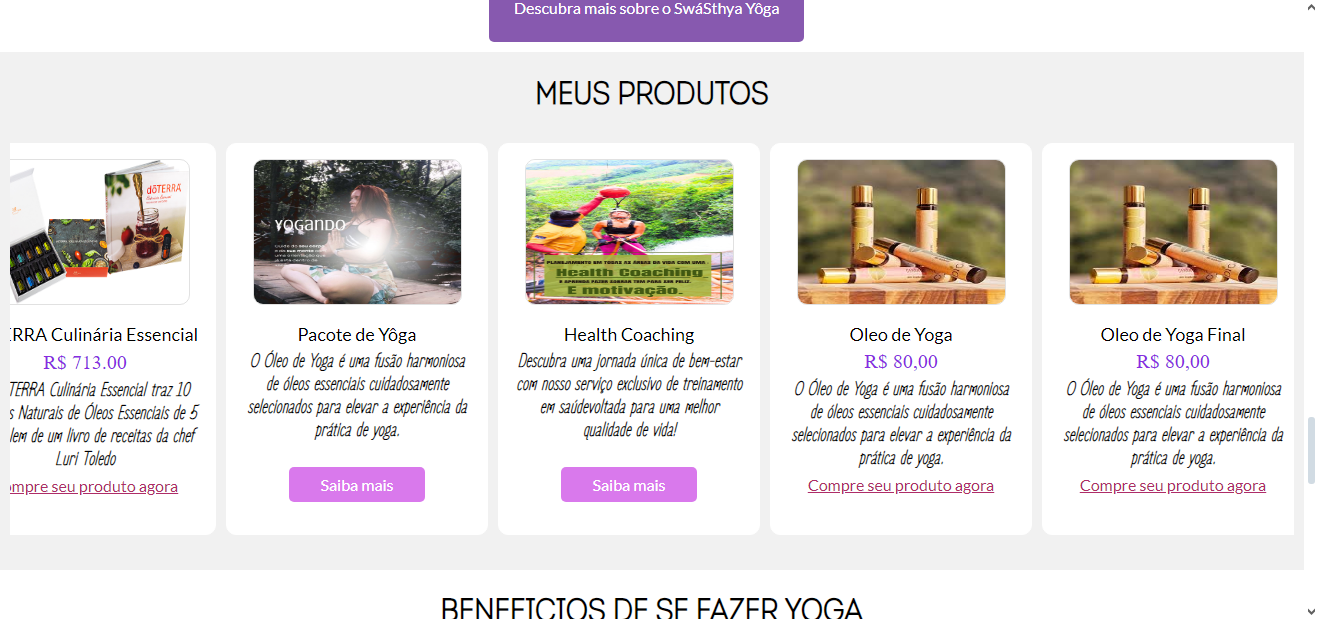 Descubra mais sobre o SwáSthya Yôga
MEUS PRODUTOS
dōTERRA
YOGANDO
Guide do seu corpo
PLANEJAMENTO EM TODAS AS ÁREAS DA VIDA COM UMA
Health Coaching
E APRENDE FAZER SOBRAR TEM PARA SER FELIZ.
E motivação.
ERRA Culinária Essencial
R$ 713.00
TERRA Culinária Essencial traz 10
s Naturais de Óleos Essenciais de 5
lem de um livro de receitas da chef
Luri Toledo
ompre seu produto agora
Pacote de Yôga
O Óleo de Yoga é uma fusão harmoniosa
de óleos essenciais cuidadosamente
selecionados para elevar a experiência da
prática de yoga.
Saiba mais
Health Coaching
Descubra uma jornada única de bem-estar
com nosso serviço exclusivo de treinamento
em saúdevoltada para uma melhor
qualidade de vida!
Saiba mais
Oleo de Yoga
R$ 80,00
O Óleo de Yoga é uma fusão harmoniosa
de óleos essenciais cuidadosamente
selecionados para elevar a experiência da
prática de yoga.
Compre seu produto agora
Oleo de Yoga Final
R$ 80,00
O Óleo de Yoga é uma fusão harmoniosa
de óleos essenciais cuidadosamente
selecionados para elevar a experiência da
prática de yoga.
Compre seu produto agora
BENEFICIOS DE SE FAZER YOGA